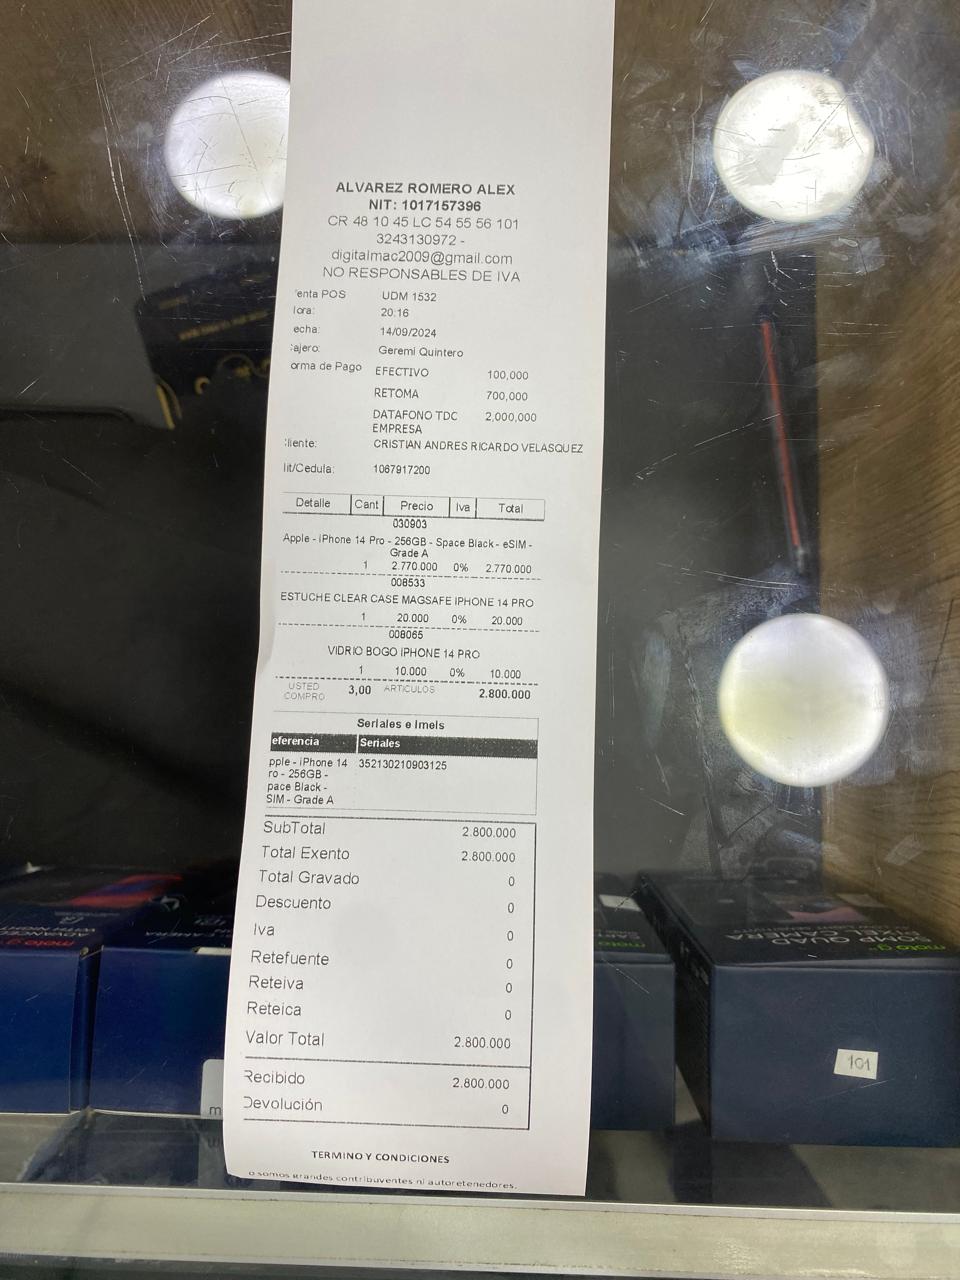 ALVAREZ ROMERO ALEX
NIT: 1017157396
CR 48 10 45 LC 54 55 56 101
3243130972 -
digitalmac2009@gmail.com
NO RESPONSABLES DE IVA
enta POS UDM 1532
lora: 20:16
echa: 14/09/2024
ajero: Geremi Quintero
orma de Pago EFECTIVO 100,000
RETOMA 700,000
DATAFONO TDC 2,000,000
EMPRESA
liente: CRISTIAN ANDRES RICARDO VELASQUEZ
lit/Cedula: 1067917200
Detalle Cant Precio Iva Total
030903
Apple - iPhone 14 Pro - 256GB - Space Black - eSIM -
Grade A
1 2.770.000 0% 2.770.000
008533
ESTUCHE CLEAR CASE MAGSAFE IPHONE 14 PRO
1 20.000 0% 20.000
008065
VIDRIO BOGO IPHONE 14 PRO
1 10.000 0% 10.000
USTED COMPRO 3,00 ARTICULOS 2.800.000
Seriales e Imeis
eferencia Seriales
pple - iPhone 14 352130210903125
ro - 256GB -
pace Black -
SIM - Grade A
SubTotal 2.800.000
Total Exento 2.800.000
Total Gravado 0
Descuento 0
Iva 0
Retefuente 0
Reteiva 0
Reteica 0
Valor Total 2.800.000
Recibido 2.800.000
Devolución 0
TERMINO Y CONDICIONES
o somos grandes contribuyentes ni autoretenedores.
moto g
moto g
101
m